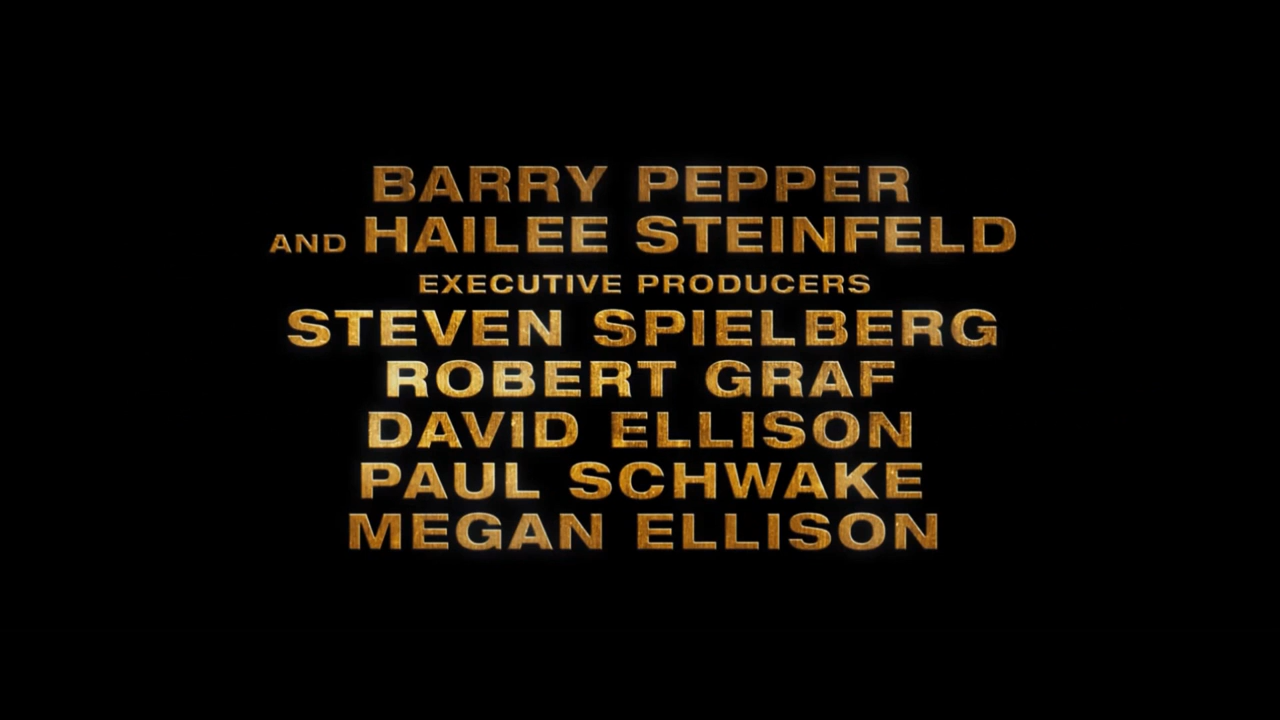 BARRY PEPPER
AND HAILEE STEINFELD
EXECUTIVE PRODUCERS
STEVEN SPIELBERG
ROBERT GRAF
DAVID ELLISON
PAUL SCHWAKE
MEGAN ELLISON